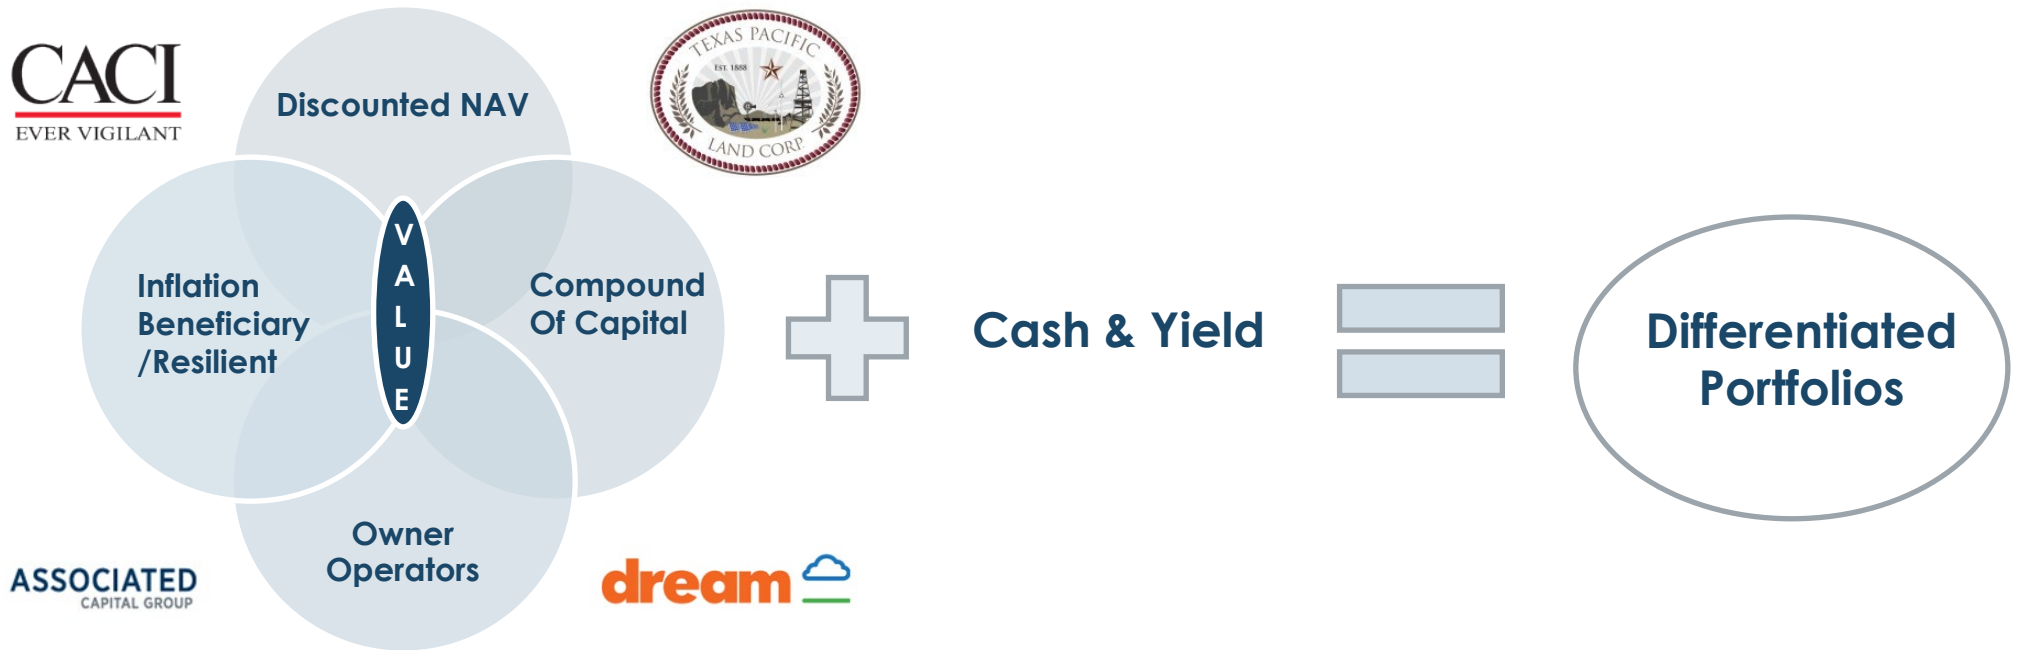 CACI
EVER VIGILANT
Discounted NAV
TEXAS PACIFIC
EST. 1888
LAND CORP.
Inflation
Beneficiary
/Resilient
V
A
L
U
E
Compound
Of Capital
Cash & Yield
Differentiated
Portfolios
Owner
Operators
ASSOCIATED
CAPITAL GROUP
dream